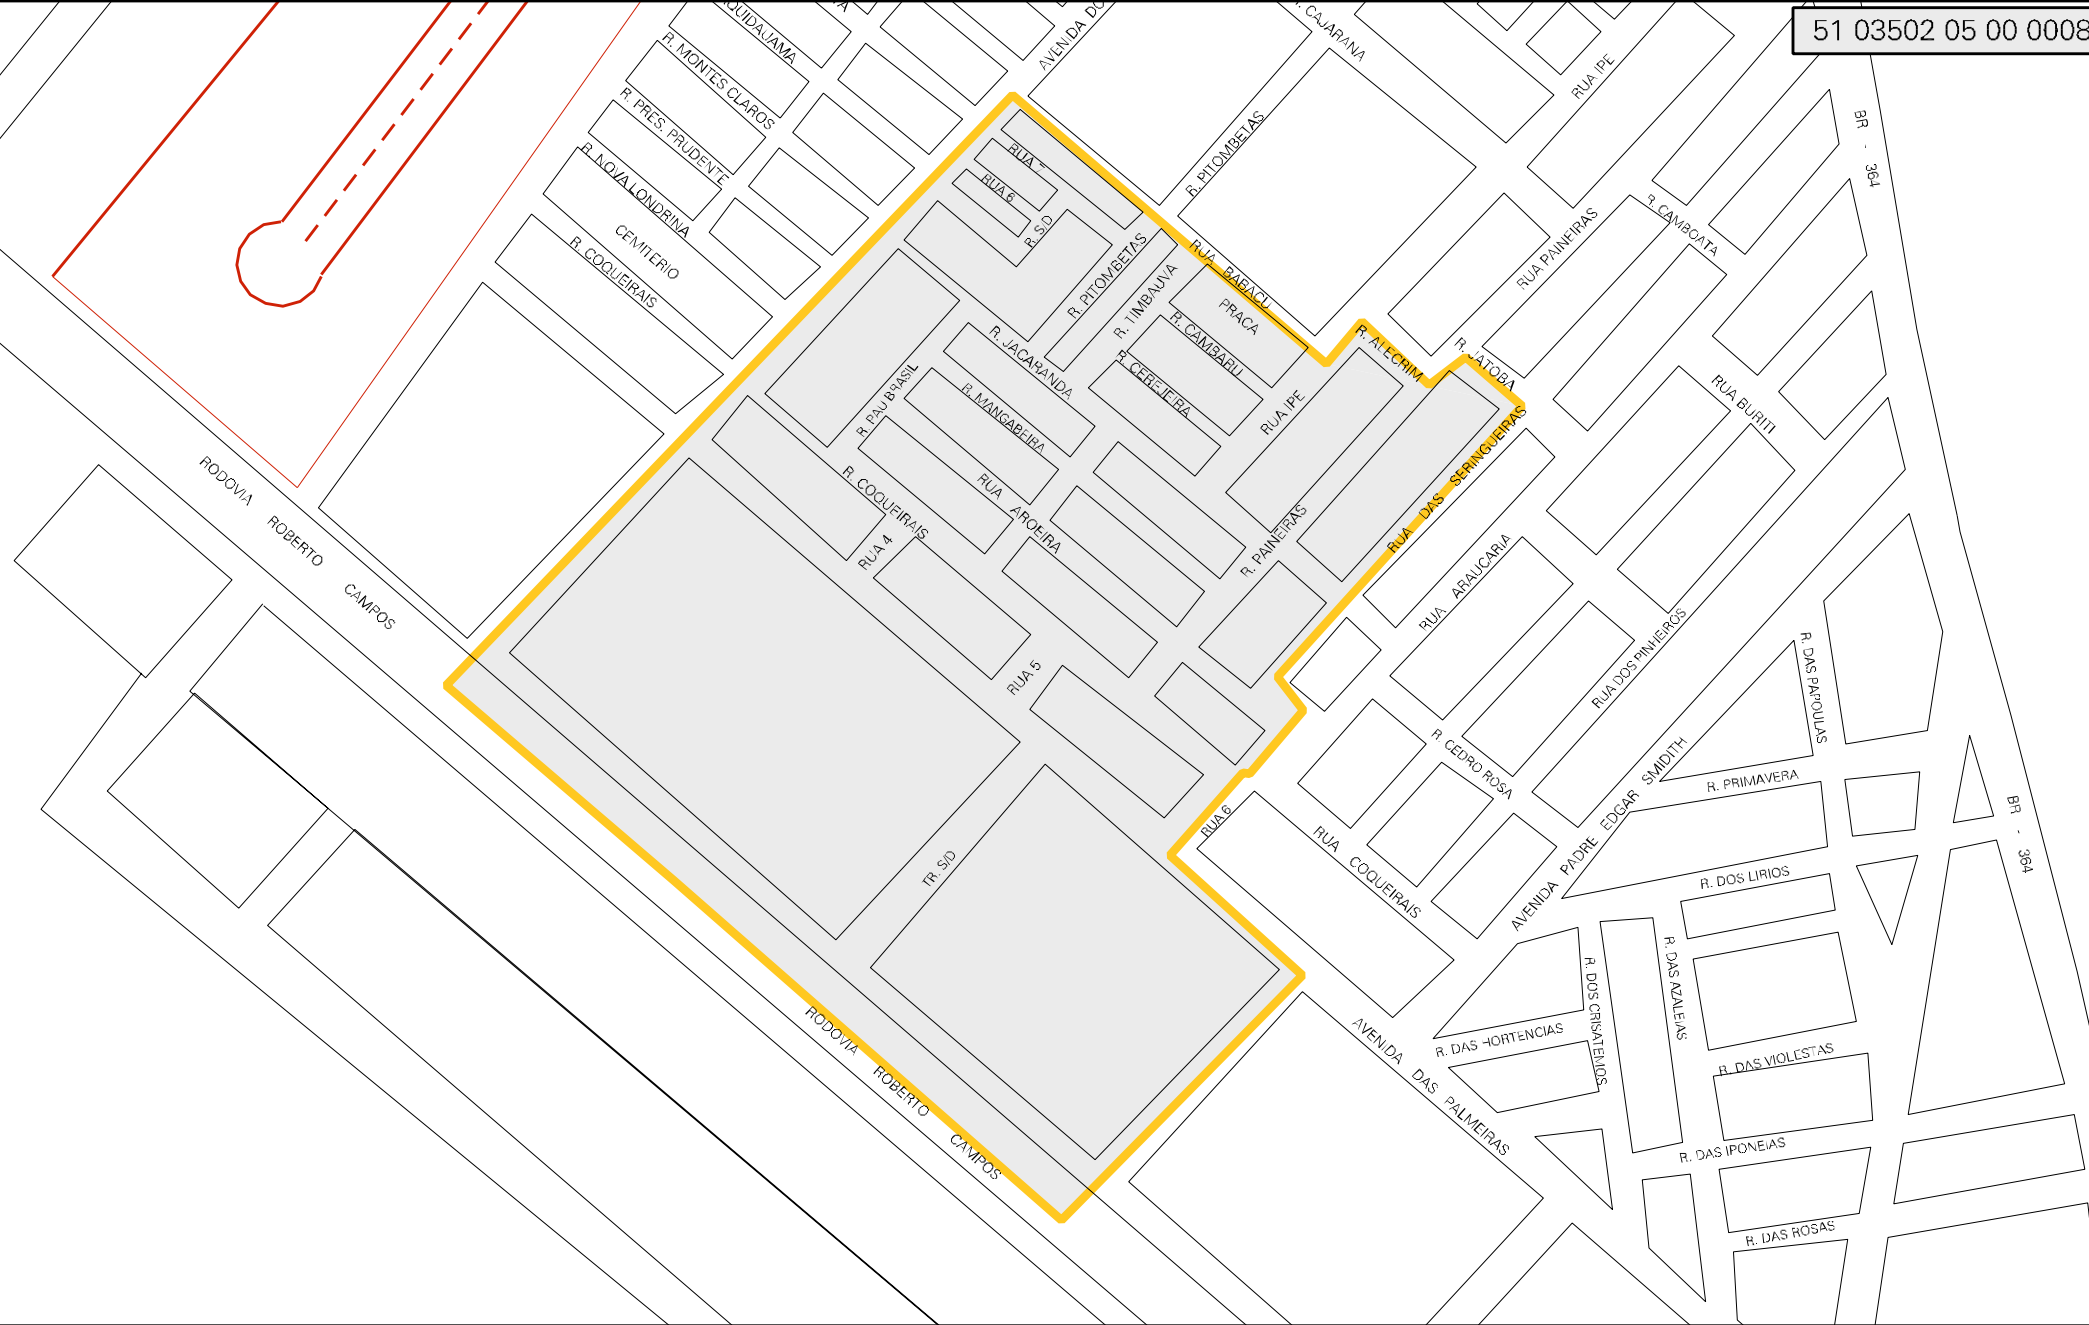 51 03502 05 00 0008
R. MONTES CLAROS
R. PRES. PRUDENTE
R. NOVA LONDRINA
CEMITERIO
R. COQUEIRAIS
R. CAJARANA
RUA IPE
BR - 364
R. PITOMBETAS
RUA 7
RUA 6
R. S/D
R. PITOMBETAS
R. TIMBAUVA
RUA BABACU
PRACA
R. CAMBARU
R. CEREJEIRA
R. JACARANDA
R. PAU BRASIL
R. MANGABEIRA
RUA IPE
R. ALECRIM
R. JATOBA
RUA PAINEIRAS
R. CAMBOATA
RUA BURITI
RUA DAS SERINGUEIRAS
R. COQUEIRAIS
RUA AROEIRA
RUA 4
R. PAINEIRAS
RUA ARAUCARIA
RUA 5
RUA DOS PINHEIROS
R. CEDRO ROSA
RODOVIA ROBERTO CAMPOS
RUA 6
RUA COQUEIRAIS
AVENIDA PADRE EDGAR SMIDITH
R. DAS PAPOULAS
R. PRIMAVERA
BR - 364
R. DOS LIRIOS
TR. S/D
R. DAS AZALEIAS
R. DOS CRISATEMOS
R. DAS HORTENCIAS
AVENIDA DAS PALMEIRAS
R. DAS VIOLESTAS
R. DAS IPONEIAS
R. DAS ROSAS
RODOVIA ROBERTO CAMPOS